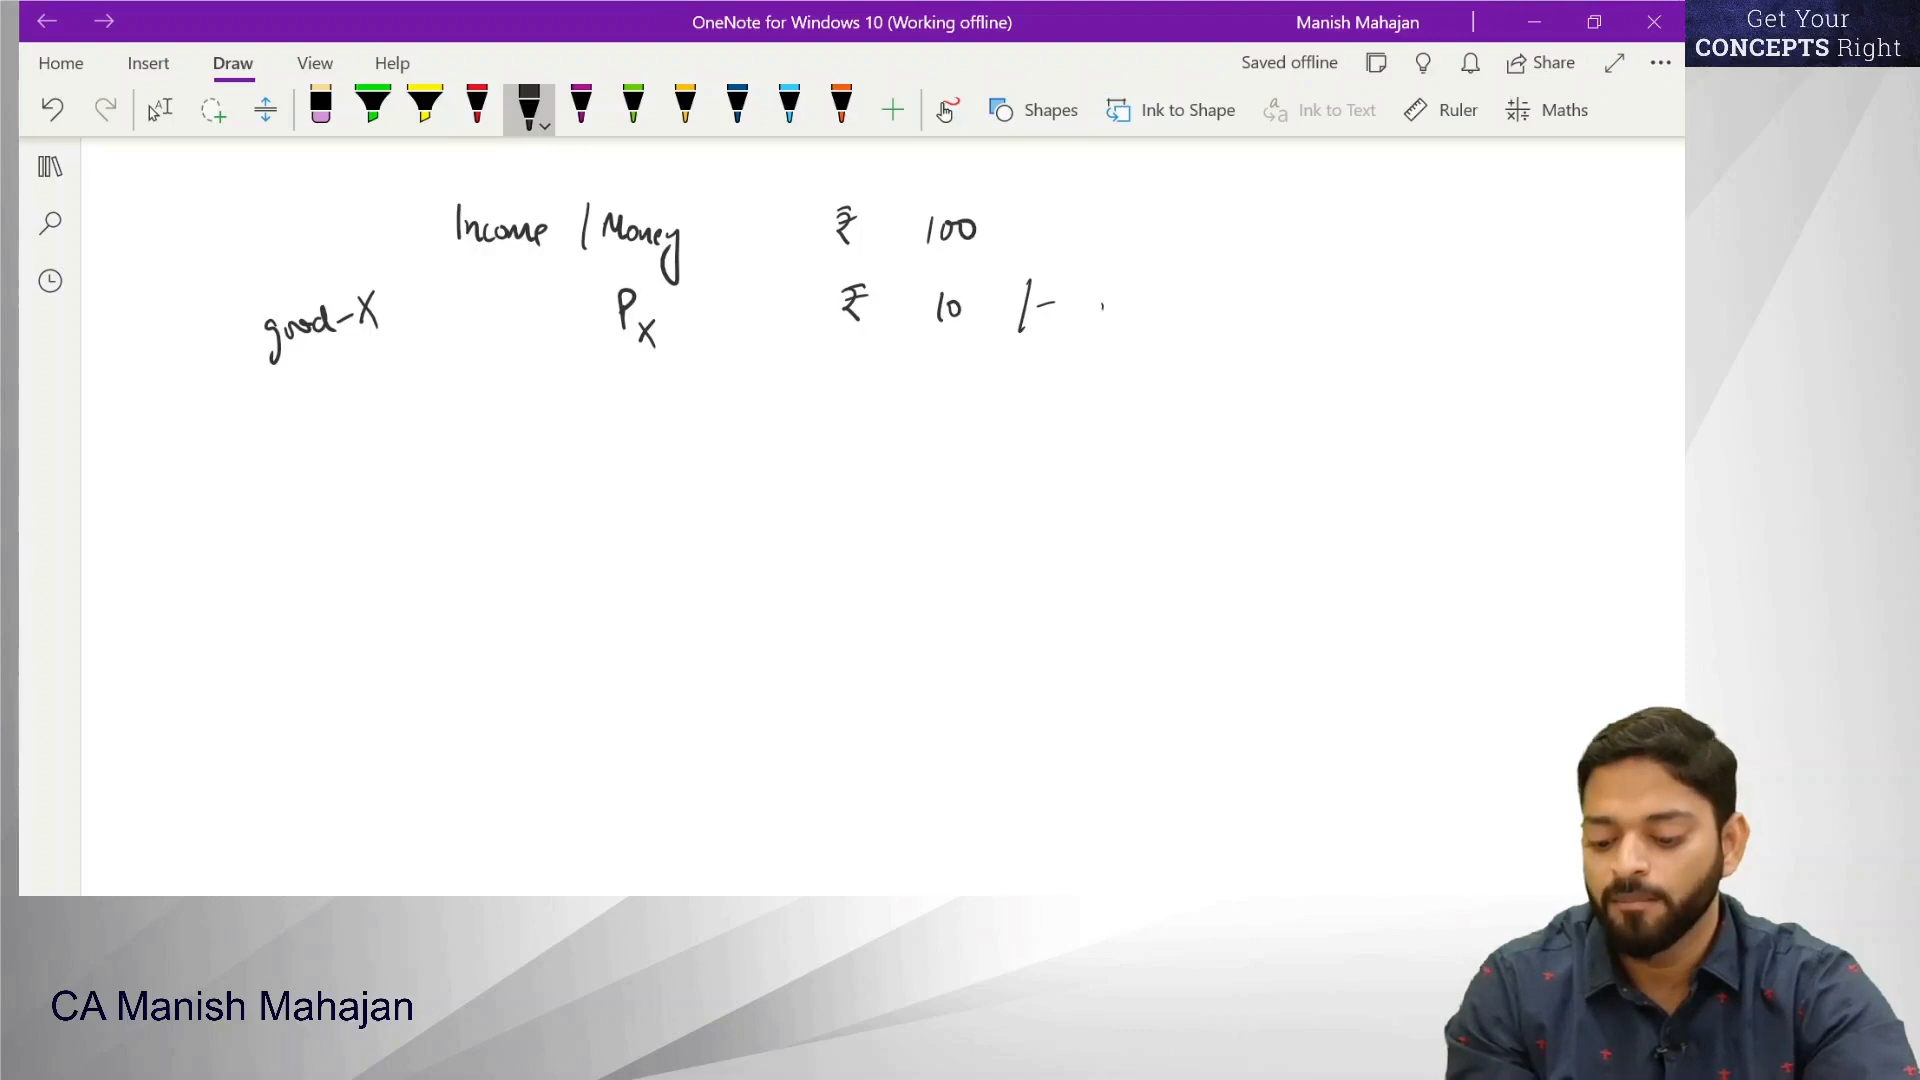 OneNote for Windows 10 (Working offline)
Manish Mahajan
Get Your
CONCEPTS Right
Home Insert Draw View Help
Saved offline
Share
Shapes
Ink to Shape
Ink to Text
Ruler
Maths
Income / Money ₹ 100
good-X PX ₹ 10 /-
CA Manish Mahajan